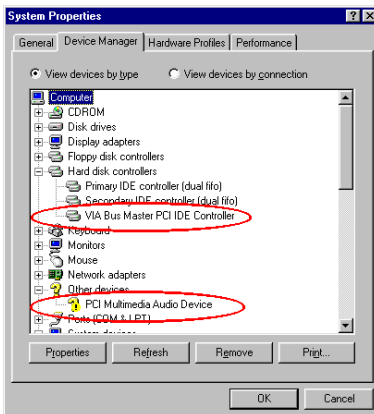 System Properties
General Device Manager Hardware Profiles Performance
View devices by type View devices by connection
Computer
CDROM
Disk drives
Display adapters
Floppy disk controllers
Hard disk controllers
Primary IDE controller (dual fifo)
Secondary IDE controller (dual fifo)
VIA Bus Master PCI IDE Controller
Keyboard
Monitors
Mouse
Network adapters
Other devices
PCI Multimedia Audio Device
Ports (COM & LPT)
System devices
Properties Refresh Remove Print...
OK Cancel